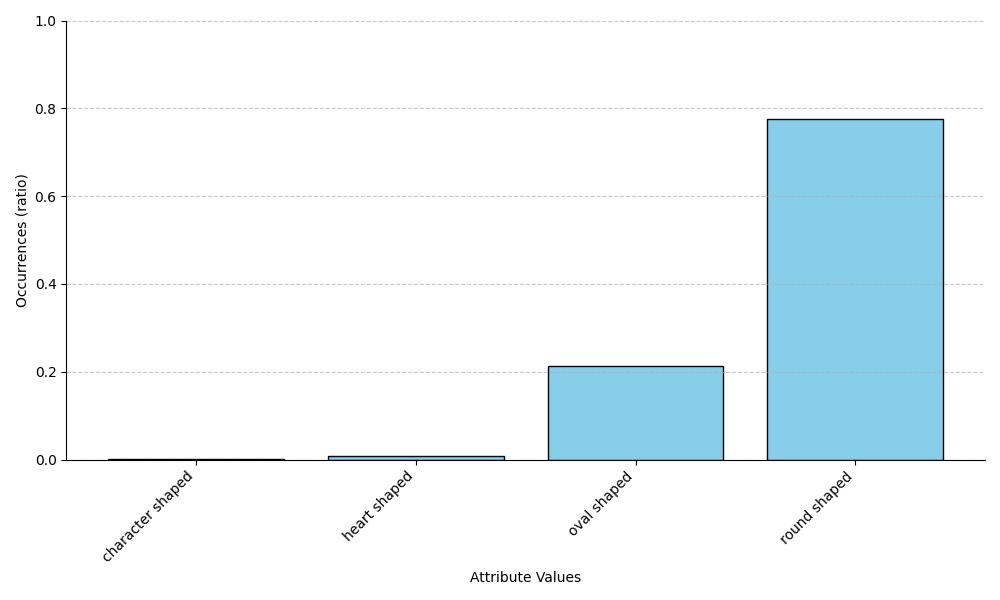 1.0
0.8
0.6
0.4
0.2
0.0
Occurrences (ratio)
character shaped
heart shaped
oval shaped
round shaped
Attribute Values